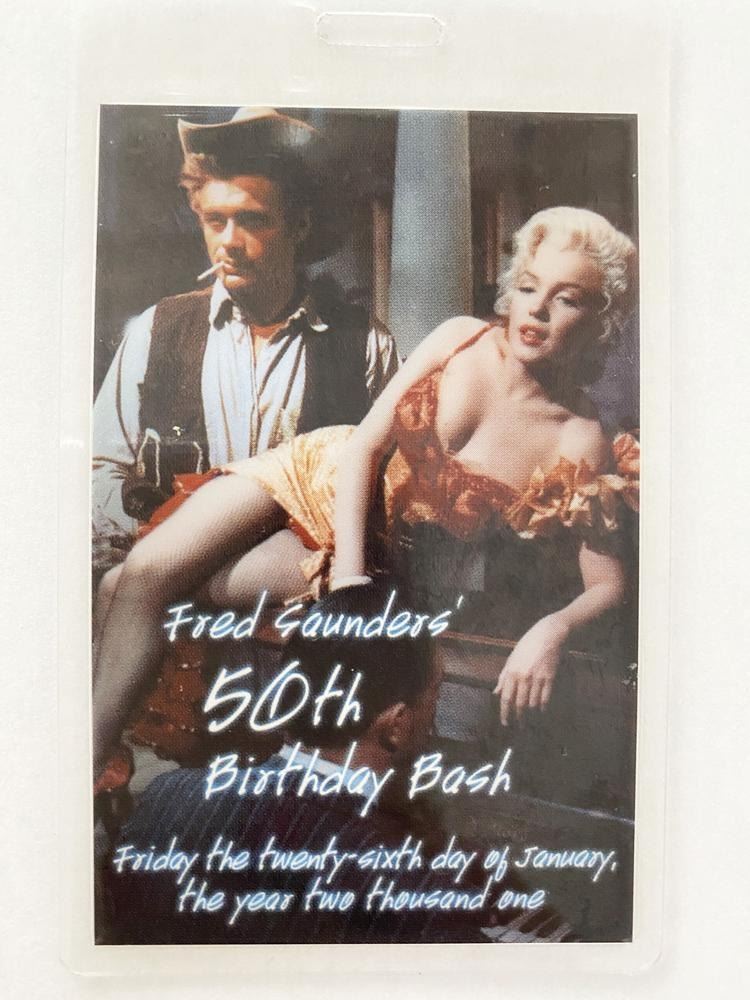 Fred Saunders'
50th
Birthday Bash
Friday the twenty-sixth day of January,
the year two thousand one